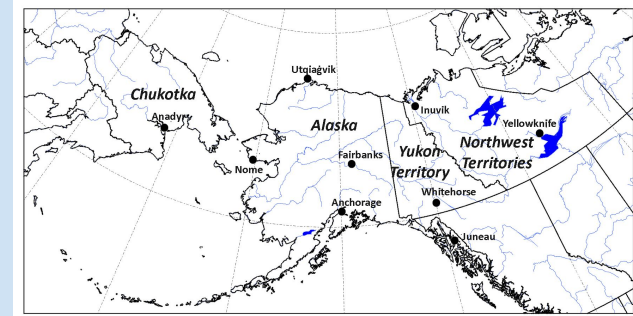 Utqiaġvik
Chukotka
Inuvik
Anadyr
Alaska
Yellowknife
Northwest
Territories
Yukon
Territory
Fairbanks
Nome
Whitehorse
Anchorage
Juneau